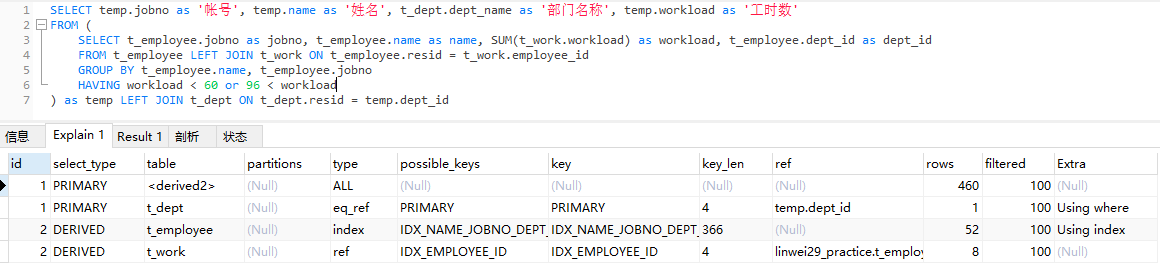 1 SELECT temp.jobno as '帐号', temp.name as '姓名', t_dept.dept_name as '部门名称', temp.workload as '工时数'
2 FROM (
3 SELECT t_employee.jobno as jobno, t_employee.name as name, SUM(t_work.workload) as workload, t_employee.dept_id as dept_id
4 FROM t_employee LEFT JOIN t_work ON t_employee.resid = t_work.employee_id
5 GROUP BY t_employee.name, t_employee.jobno
6 HAVING workload < 60 or 96 < workload
7 ) as temp LEFT JOIN t_dept ON t_dept.resid = temp.dept_id
信息 Explain 1 Result 1 剖析 状态
id select_type table partitions type possible_keys key key_len ref rows filtered Extra
1 PRIMARY <derived2> (Null) ALL (Null) (Null) (Null) (Null) 460 100 (Null)
1 PRIMARY t_dept (Null) eq_ref PRIMARY PRIMARY 4 temp.dept_id 1 100 Using where
2 DERIVED t_employee (Null) index IDX_NAME_JOBNO_DEPT_ IDX_NAME_JOBNO_DEPT_ 366 (Null) 52 100 Using index
2 DERIVED t_work (Null) ref IDX_EMPLOYEE_ID IDX_EMPLOYEE_ID 4 linwei29_practice.t_employ 8 100 (Null)